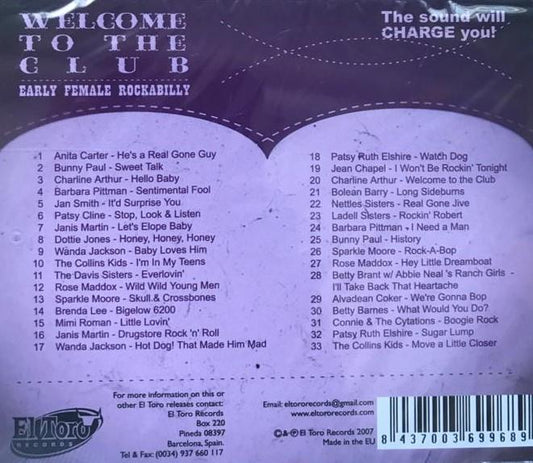 WELCOME
TO THE
CLUB
EARLY FEMALE ROCKABILLY
The sound will
CHARGE you!
1 Anita Carter - He's a Real Gone Guy
2 Bunny Paul - Sweet Talk
3 Charline Arthur - Hello Baby
4 Barbara Pittman - Sentimental Fool
5 Jan Smith - It'd Surprise You
6 Patsy Cline - Stop, Look & Listen
7 Janis Martin - Let's Elope Baby
8 Dottie Jones - Honey, Honey, Honey
9 Wanda Jackson - Baby Loves Him
10 The Collins Kids - I'm In My Teens
11 The Davis Sisters - Everlovin'
12 Rose Maddox - Wild Wild Young Men
13 Sparkle Moore - Skull & Crossbones
14 Brenda Lee - Bigelow 6200
15 Mimi Roman - Little Lovin'
16 Janis Martin - Drugstore Rock 'n' Roll
17 Wanda Jackson - Hot Dog! That Made Him Mad
18 Patsy Ruth Elshire - Watch Dog
19 Jean Chapel - I Won't Be Rockin' Tonight
20 Charline Arthur - Welcome to the Club
21 Bolean Barry - Long Sideburns
22 Nettles Sisters - Real Gone Jive
23 Ladell Sisters - Rockin' Robert
24 Barbara Pittman - I Need a Man
25 Bunny Paul - History
26 Sparkle Moore - Rock-A-Bop
27 Rose Maddox - Hey Little Dreamboat
28 Betty Brant w/ Abbie Neal 's Ranch Girls -
I'll Take Back That Heartache
29 Alvadean Coker - We're Gonna Bop
30 Betty Barnes - What Would You Do?
31 Connie & The Cytations - Boogie Rock
32 Patsy Ruth Elshire - Sugar Lump
33 The Collins Kids - Move a Little Closer
El Toro
RECORDS
For more information on this or
other El Toro releases contact:
El Toro Records
Box 220
Pineda 08397
Barcelona, Spain.
Tel & Fax: (0034) 937 660 117
Email: eltororecords@gmail.com
www.eltororecords.com
©&℗ El Toro Records 2007
Made in the EU
8 437003 699689